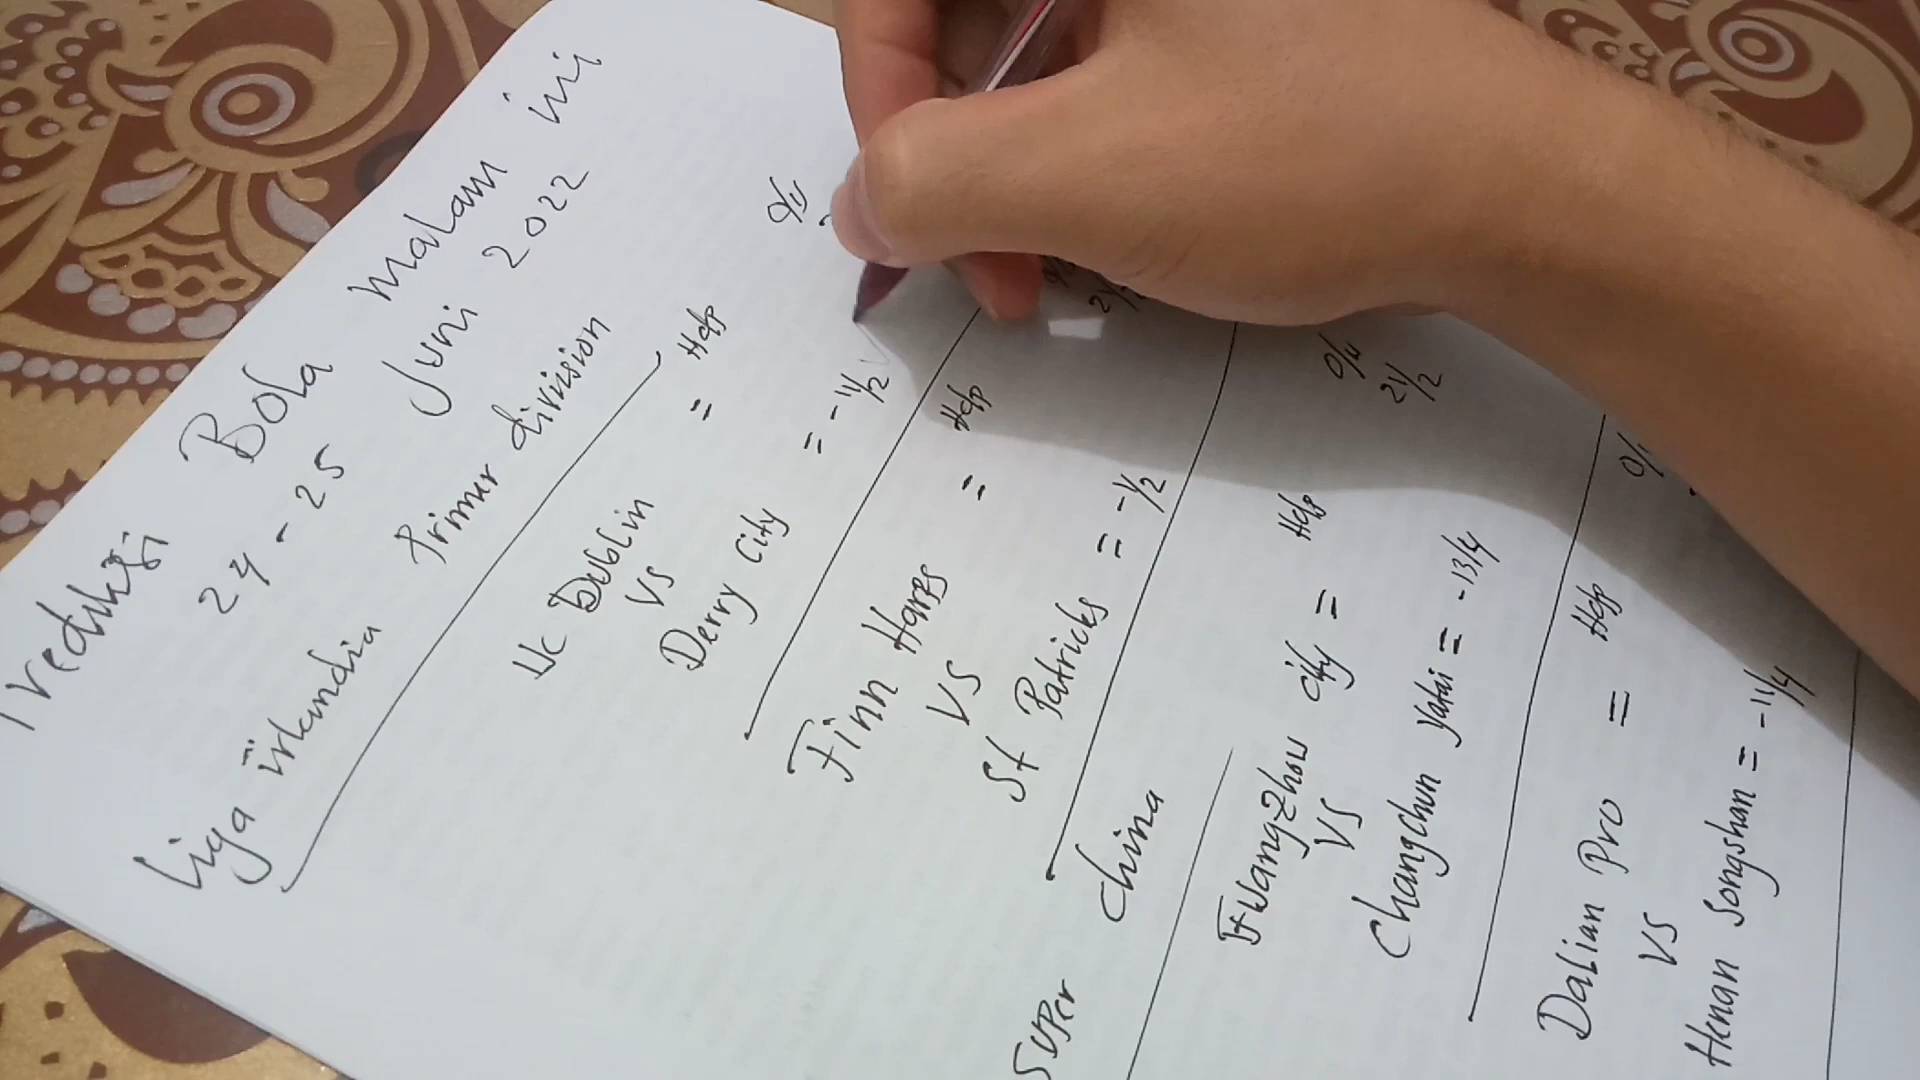 Prediksi Bola malam ini
24 - 25 Juni 2022
Liga irlandia Primer division
Uc Dublin = Hdp
VS
Derry City = -1 1/2
O/u
Finn Harps = Hdp
VS
St Patricks = -1/2
Super China
Guangzhou City = Hdp O/u
VS 2 1/2
Changchun Yatai = -1 3/4
Dalian Pro = Hdp
VS
Henan Songshan = -1 1/4